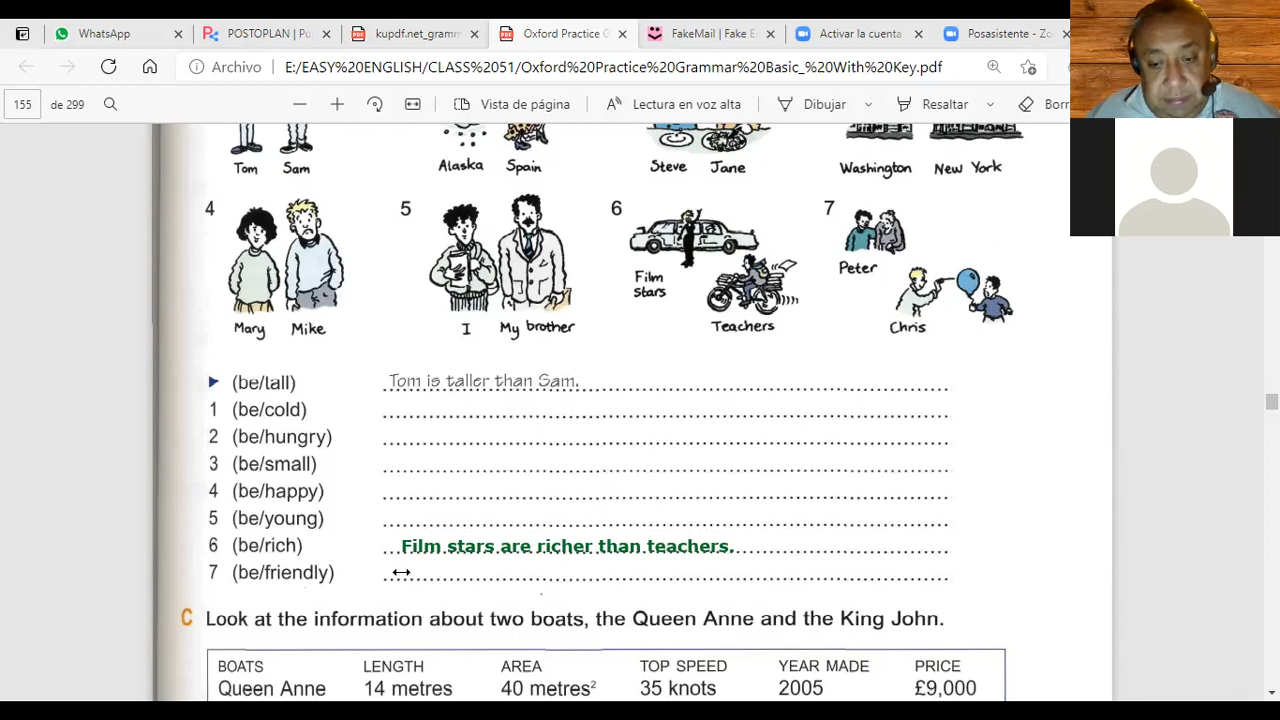 WhatsApp
POSTOPLAN | Pu
kupdf.net_gramm
Oxford Practice G
FakeMail | Fake E
Activar la cuenta
Posasistente - Zo
Archivo
E:/EASY%20ENGLISH/CLASS%2051/Oxford%20Practice%20Grammar%20Basic_%20With%20Key.pdf
155 de 299
Vista de página
Lectura en voz alta
Dibujar
Resaltar
Borr
Tom Sam
Alaska Spain
Steve Jane
Washington New York
4 5 6 7
Film
stars
Peter
Mary Mike
I My brother
Teachers
Chris
(be/tall) Tom is taller than Sam.
1 (be/cold)
2 (be/hungry)
3 (be/small)
4 (be/happy)
5 (be/young)
6 (be/rich) Film stars are richer than teachers.
7 (be/friendly)
C Look at the information about two boats, the Queen Anne and the King John.
BOATS LENGTH AREA TOP SPEED YEAR MADE PRICE
Queen Anne 14 metres 40 metres² 35 knots 2005 £9,000